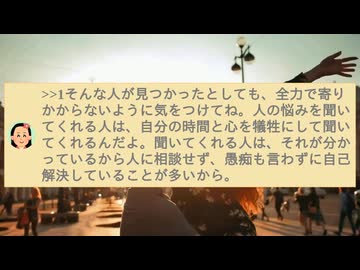 >>1そんな人が見つかったとしても、全力で寄り
かからないように気をつけてね。人の悩みを聞い
てくれる人は、自分の時間と心を犠牲にして聞い
てくれるんだよ。聞いてくれる人は、それが分か
っているから人に相談せず、愚痴も言わずに自己
解決していることが多いから。